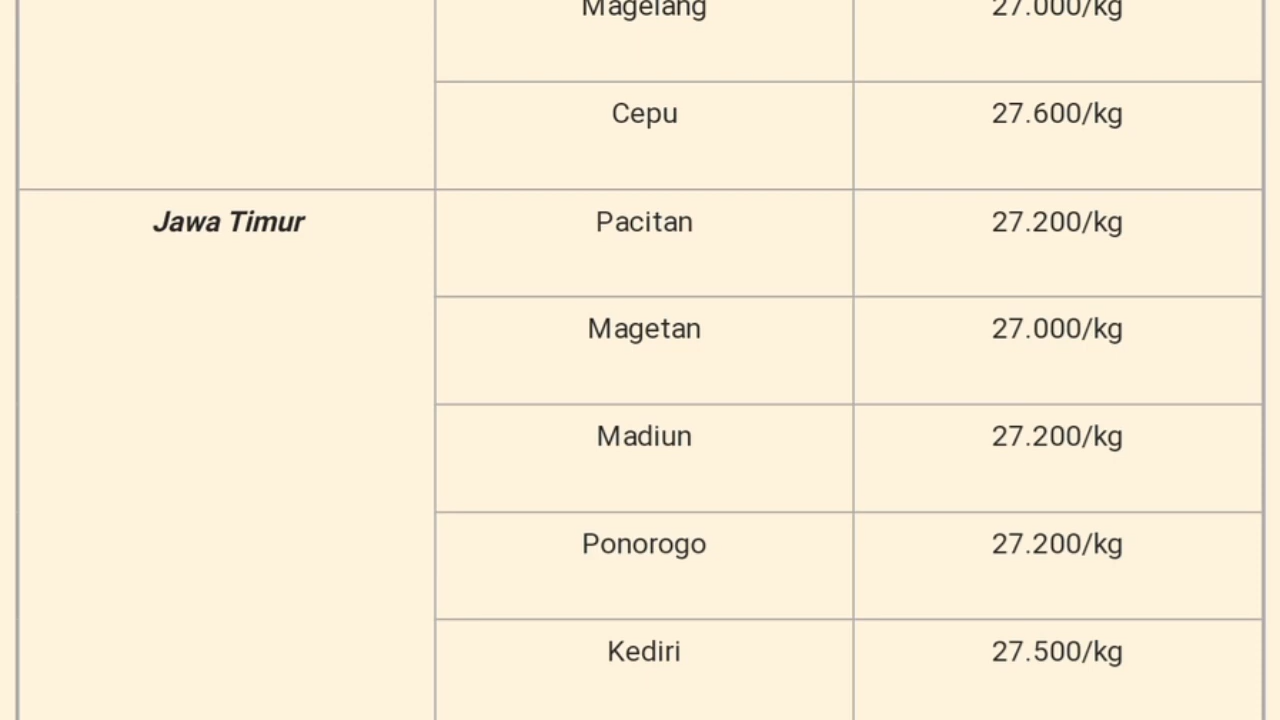 Magelang 27.000/kg
Cepu 27.600/kg
Jawa Timur Pacitan 27.200/kg
Magetan 27.000/kg
Madiun 27.200/kg
Ponorogo 27.200/kg
Kediri 27.500/kg